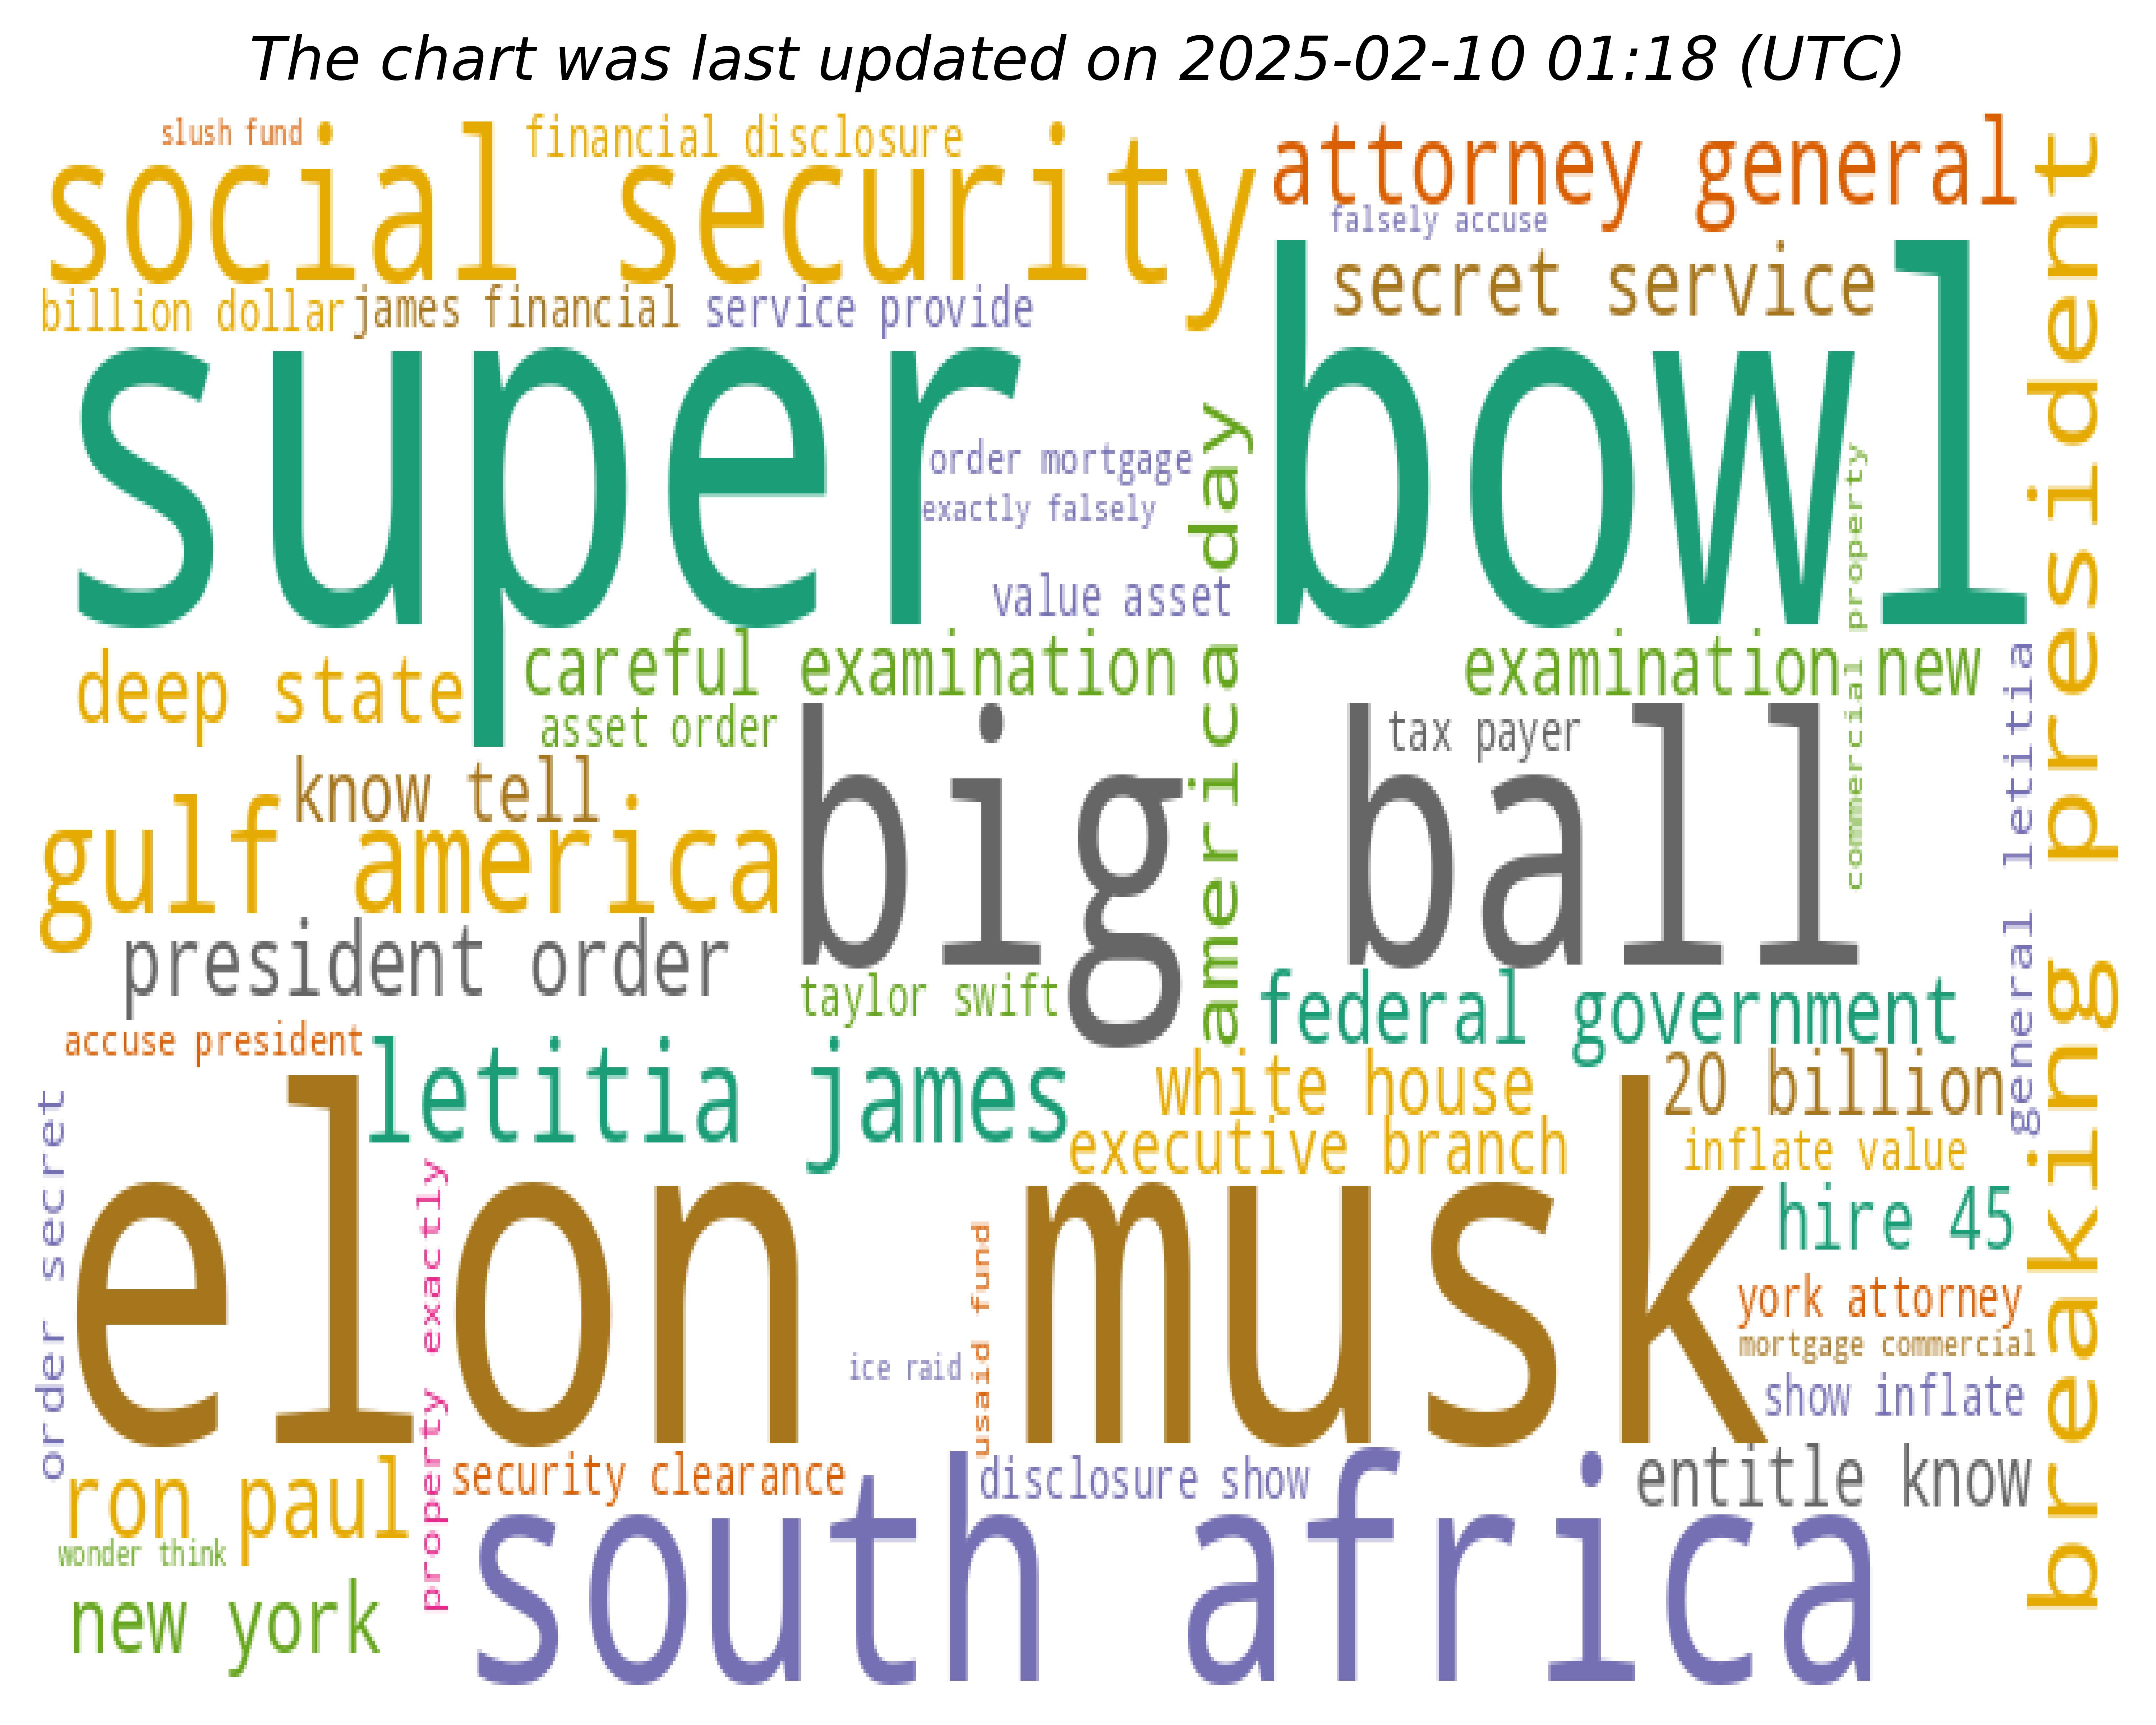 The chart was last updated on 2025-02-10 01:18 (UTC)
slush fund
financial disclosure
social security
attorney general
falsely accuse
secret service
billion dollar
james financial
service provide
super bowl
order mortgage
exactly falsely
value asset
america day
commercial property
breaking president
deep state
careful examination
examination new
asset order
tax payer
know tell
big ball
gulf america
president order
taylor swift
federal government
general letitia
accuse president
letitia james
white house
20 billion
executive branch
inflate value
order secret
elon musk
property exactly
hire 45
usaid fund
york attorney
mortgage commercial
ice raid
show inflate
security clearance
disclosure show
entitle know
ron paul
wonder think
south africa
new york